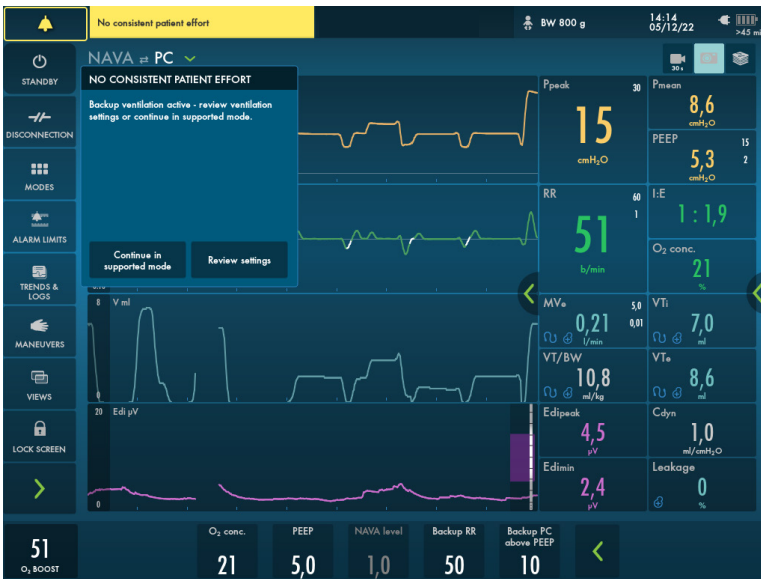 No consistent patient effort
BW 800 g
14:14
05/12/22
>45 mi
STANDBY
DISCONNECTION
MODES
ALARM LIMITS
TRENDS &
LOGS
MANEUVERS
VIEWS
LOCK SCREEN
NAVA ⇄ PC
30 s
NO CONSISTENT PATIENT EFFORT
Backup ventilation active - review ventilation
settings or continue in supported mode.
Continue in
supported mode
Review settings
8 V ml
0
20 Edi µV
0
Ppeak 30
15
cmH₂O
Pmean
8,6
cmH₂O
PEEP 15
5,3 2
cmH₂O
RR 60
1
51
b/min
I:E
1 : 1,9
O₂ conc.
21
%
MVe 5,0
0,21 0,01
l/min
VTi
7,0
ml
VT/BW
10,8
ml/kg
VTe
8,6
ml
Edipeak
4,5
µV
Cdyn
1,0
ml/cmH₂O
Edimin
2,4
µV
Leakage
0
%
51
O₂ BOOST
O₂ conc.
21
PEEP
5,0
NAVA level
1,0
Backup RR
50
Backup PC
above PEEP
10